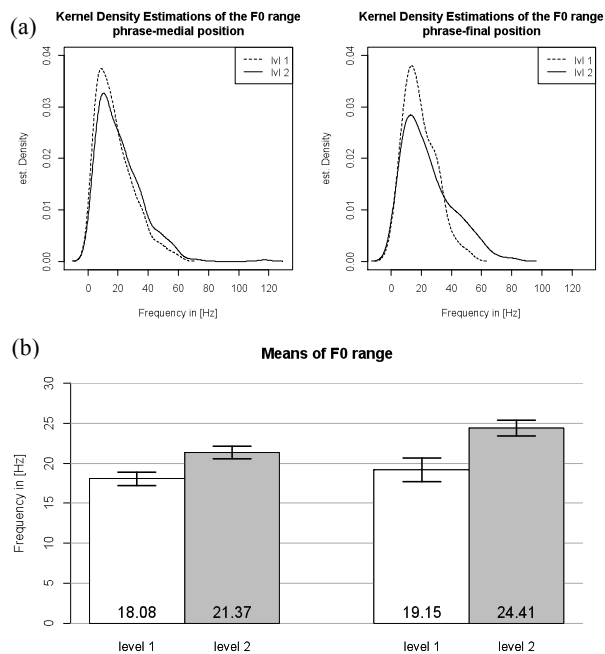 (a)
Kernel Density Estimations of the F0 range
phrase-medial position
lvl 1
lvl 2
est. Density
0.00 0.01 0.02 0.03 0.04
0 20 40 60 80 100 120
Frequency in [Hz]
Kernel Density Estimations of the F0 range
phrase-final position
lvl 1
lvl 2
est. Density
0.00 0.01 0.02 0.03 0.04
0 20 40 60 80 100 120
Frequency in [Hz]
(b)
Means of F0 range
Frequency in [Hz]
30
25
20
15
10
5
0
18.08 21.37 19.15 24.41
level 1 level 2 level 1 level 2